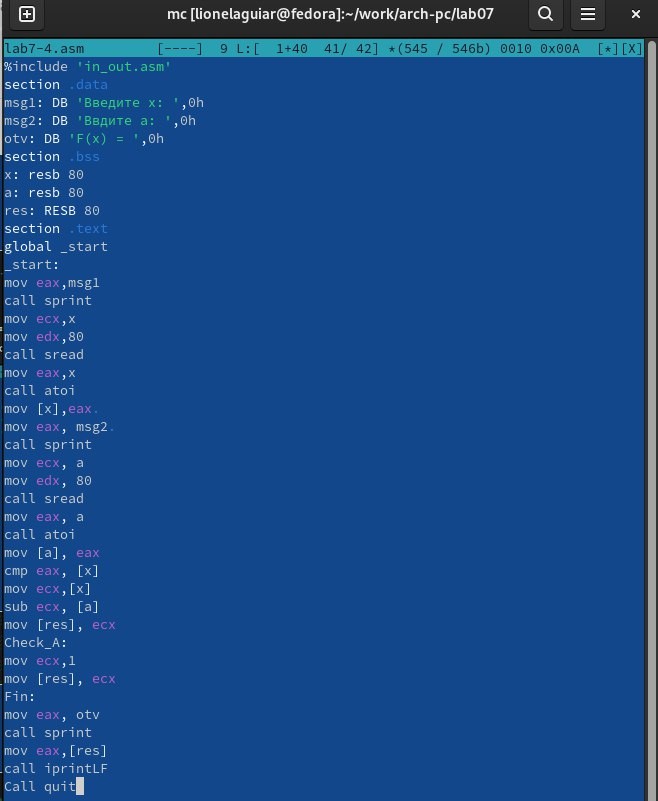 mc [lionelaguiar@fedora]:~/work/arch-pc/lab07
lab7-4.asm [----] 9 L:[ 1+40 41/ 42] *(545 / 546b) 0010 0x00A [*][X]
%include 'in_out.asm'
section .data
msg1: DB 'Введите x: ',0h
msg2: DB 'Ввдите a: ',0h
otv: DB 'F(x) = ',0h
section .bss
x: resb 80
a: resb 80
res: RESB 80
section .text
global _start
_start:
mov eax,msg1
call sprint
mov ecx,x
mov edx,80
call sread
mov eax,x
call atoi
mov [x],eax.
mov eax, msg2.
call sprint
mov ecx, a
mov edx, 80
call sread
mov eax, a
call atoi
mov [a], eax
cmp eax, [x]
mov ecx,[x]
sub ecx, [a]
mov [res], ecx
Check_A:
mov ecx,1
mov [res], ecx
Fin:
mov eax, otv
call sprint
mov eax,[res]
call iprintLF
Call quit